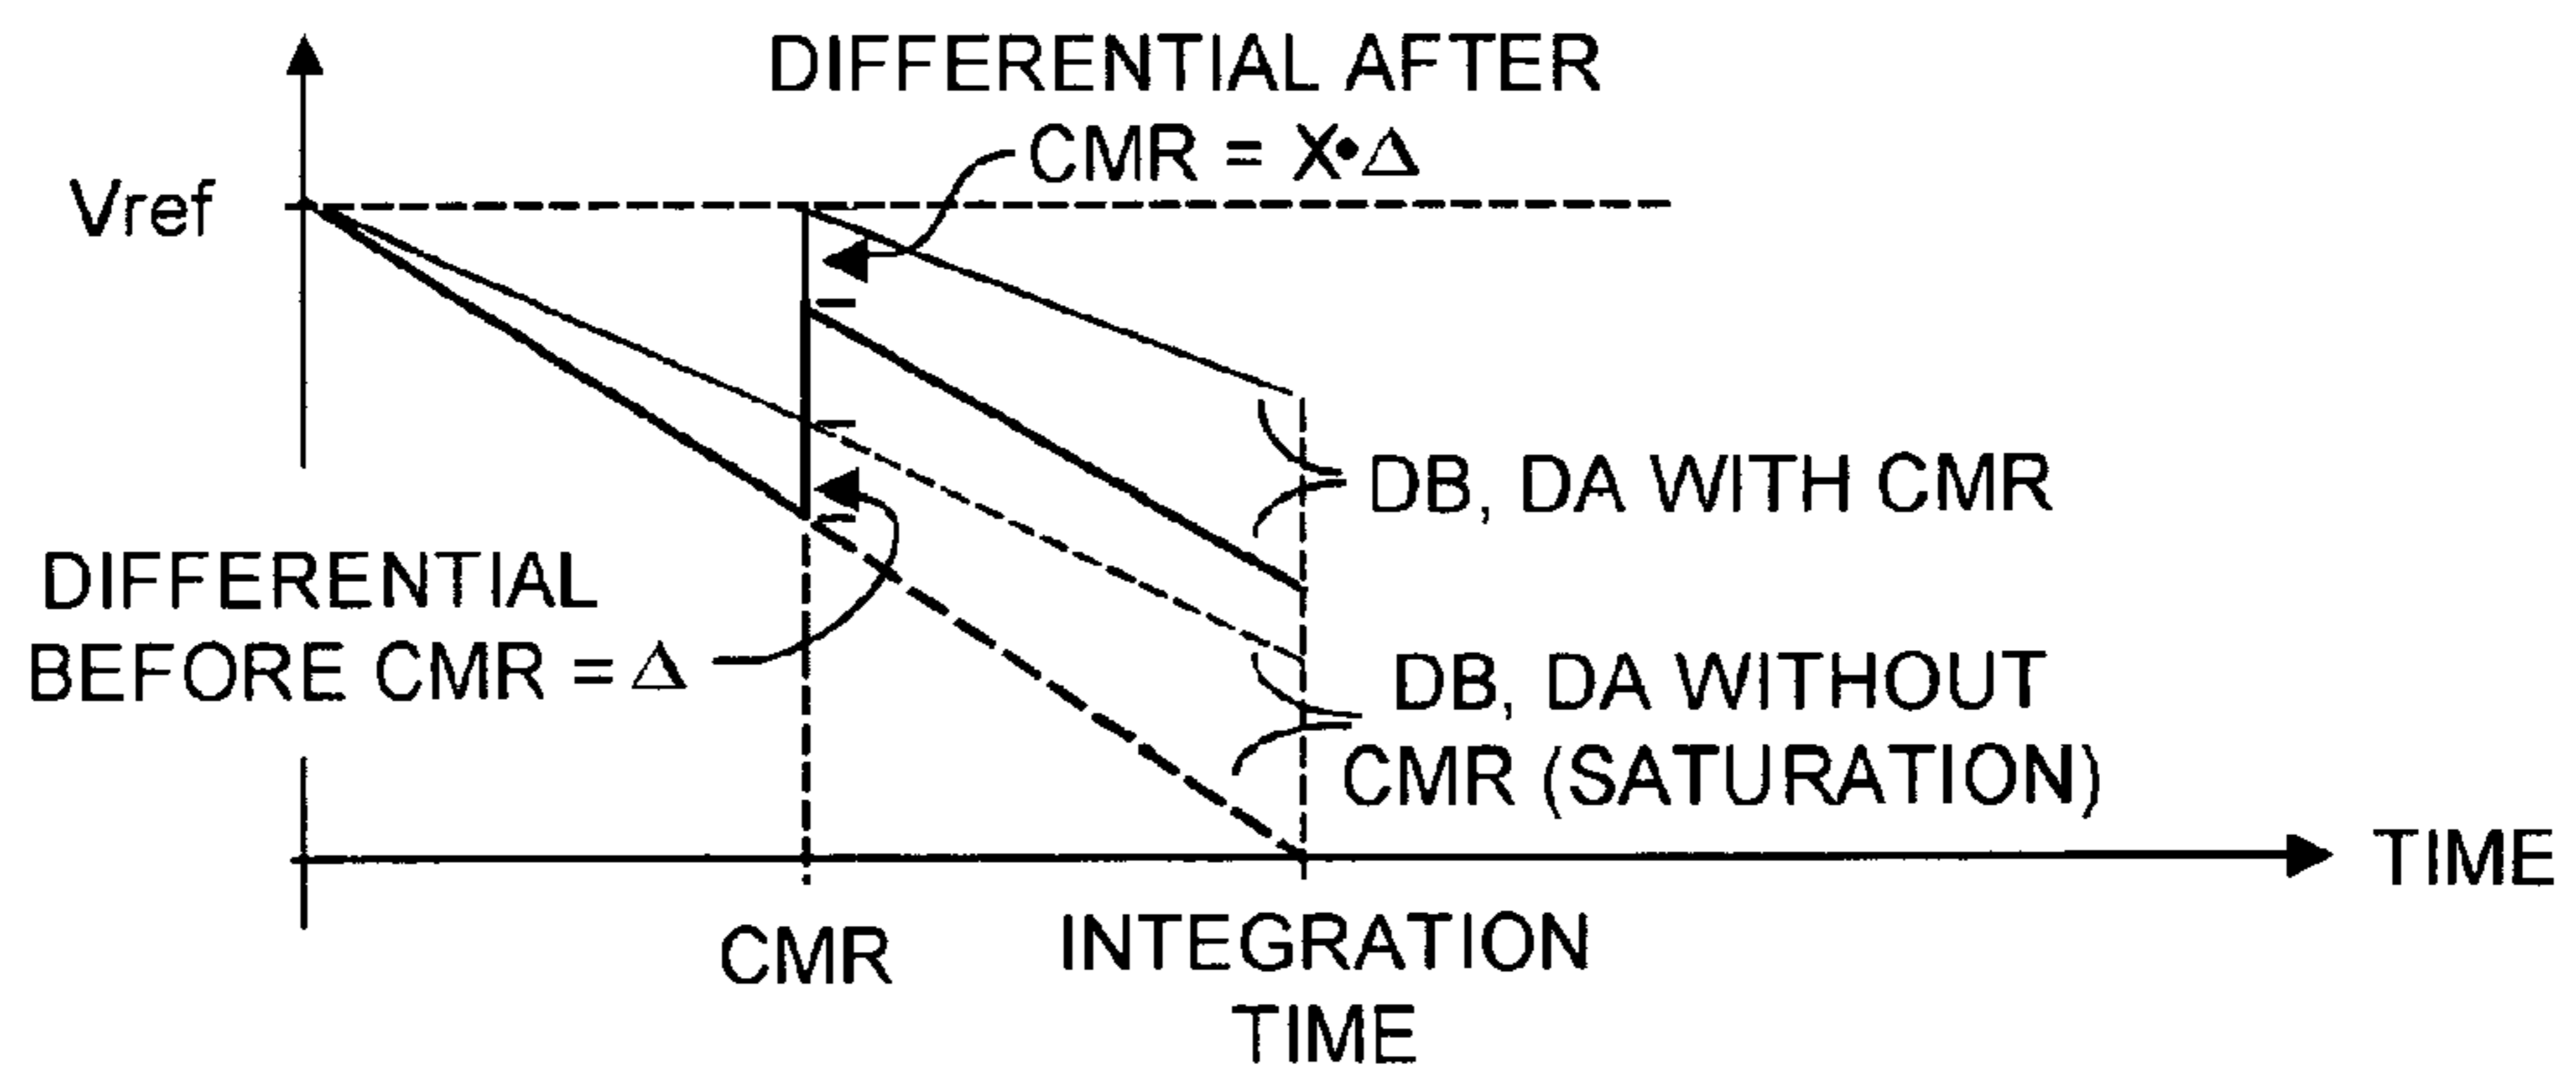 DIFFERENTIAL AFTER
CMR = X•Δ
Vref
DB, DA WITH CMR
DIFFERENTIAL
BEFORE CMR = Δ
DB, DA WITHOUT
CMR (SATURATION)
TIME
CMR
INTEGRATION
TIME